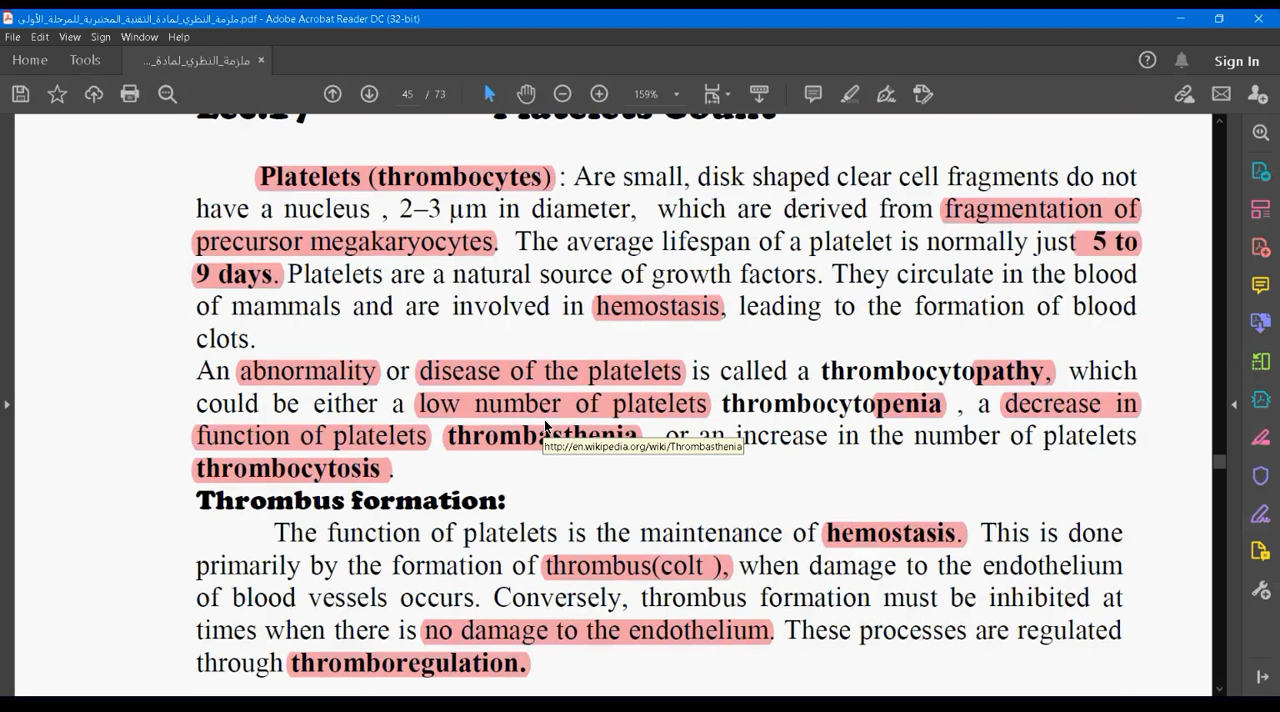 ملزمة_النظري_لمادة_التقنية_المختبرية_للمرحلة_الأولى.pdf - Adobe Acrobat Reader DC (32-bit)
File Edit View Sign Window Help
Home Tools ملزمة_النظري_لمادة_... × Sign In
45 / 73 159%
Lec.17 Platelets Count
Platelets (thrombocytes) : Are small, disk shaped clear cell fragments do not
have a nucleus , 2–3 µm in diameter, which are derived from fragmentation of
precursor megakaryocytes. The average lifespan of a platelet is normally just 5 to
9 days. Platelets are a natural source of growth factors. They circulate in the blood
of mammals and are involved in hemostasis, leading to the formation of blood
clots.
An abnormality or disease of the platelets is called a thrombocytopathy, which
could be either a low number of platelets thrombocytopenia , a decrease in
function of platelets thrombasthenia , or an increase in the number of platelets
http://en.wikipedia.org/wiki/Thrombasthenia
thrombocytosis .
Thrombus formation:
The function of platelets is the maintenance of hemostasis. This is done
primarily by the formation of thrombus(colt ), when damage to the endothelium
of blood vessels occurs. Conversely, thrombus formation must be inhibited at
times when there is no damage to the endothelium. These processes are regulated
through thromboregulation.